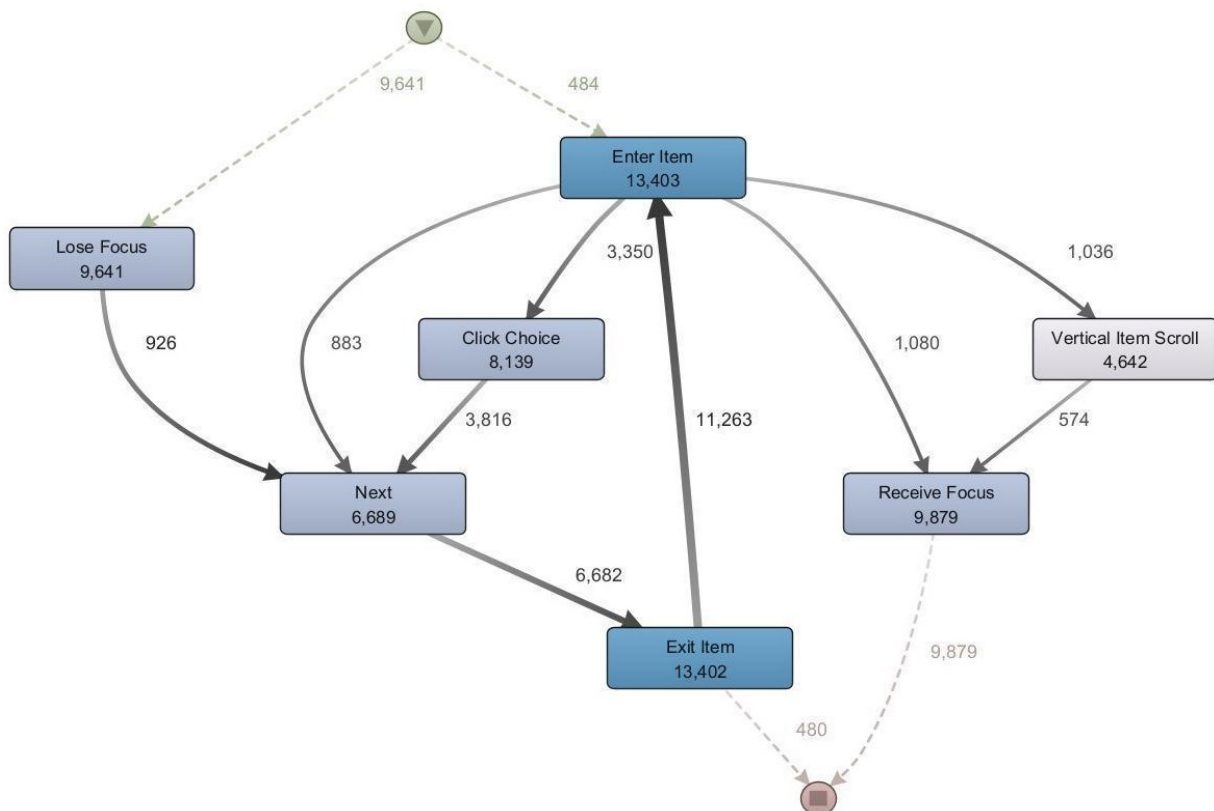 9,641
484
Enter Item
13,403
Lose Focus
9,641
3,350
1,036
926
883
Click Choice
8,139
1,080
Vertical Item Scroll
4,642
3,816
11,263
574
Next
6,689
Receive Focus
9,879
6,682
Exit Item
13,402
9,879
480